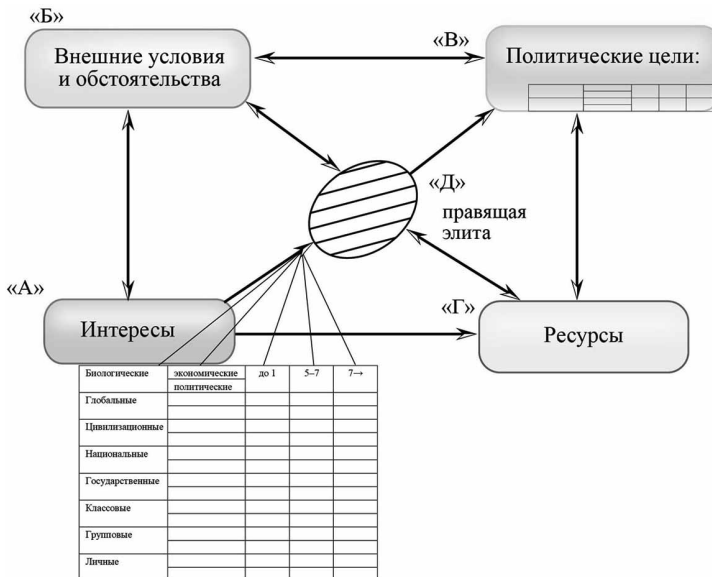 «Б»
Внешние условия
и обстоятельства
«В»
Политические цели:
«Д»
правящая
элита
«А»
Интересы
«Г»
Ресурсы
Биологические экономические до 1 5–7 7→
политические
Глобальные
Цивилизационные
Национальные
Государственные
Классовые
Групповые
Личные